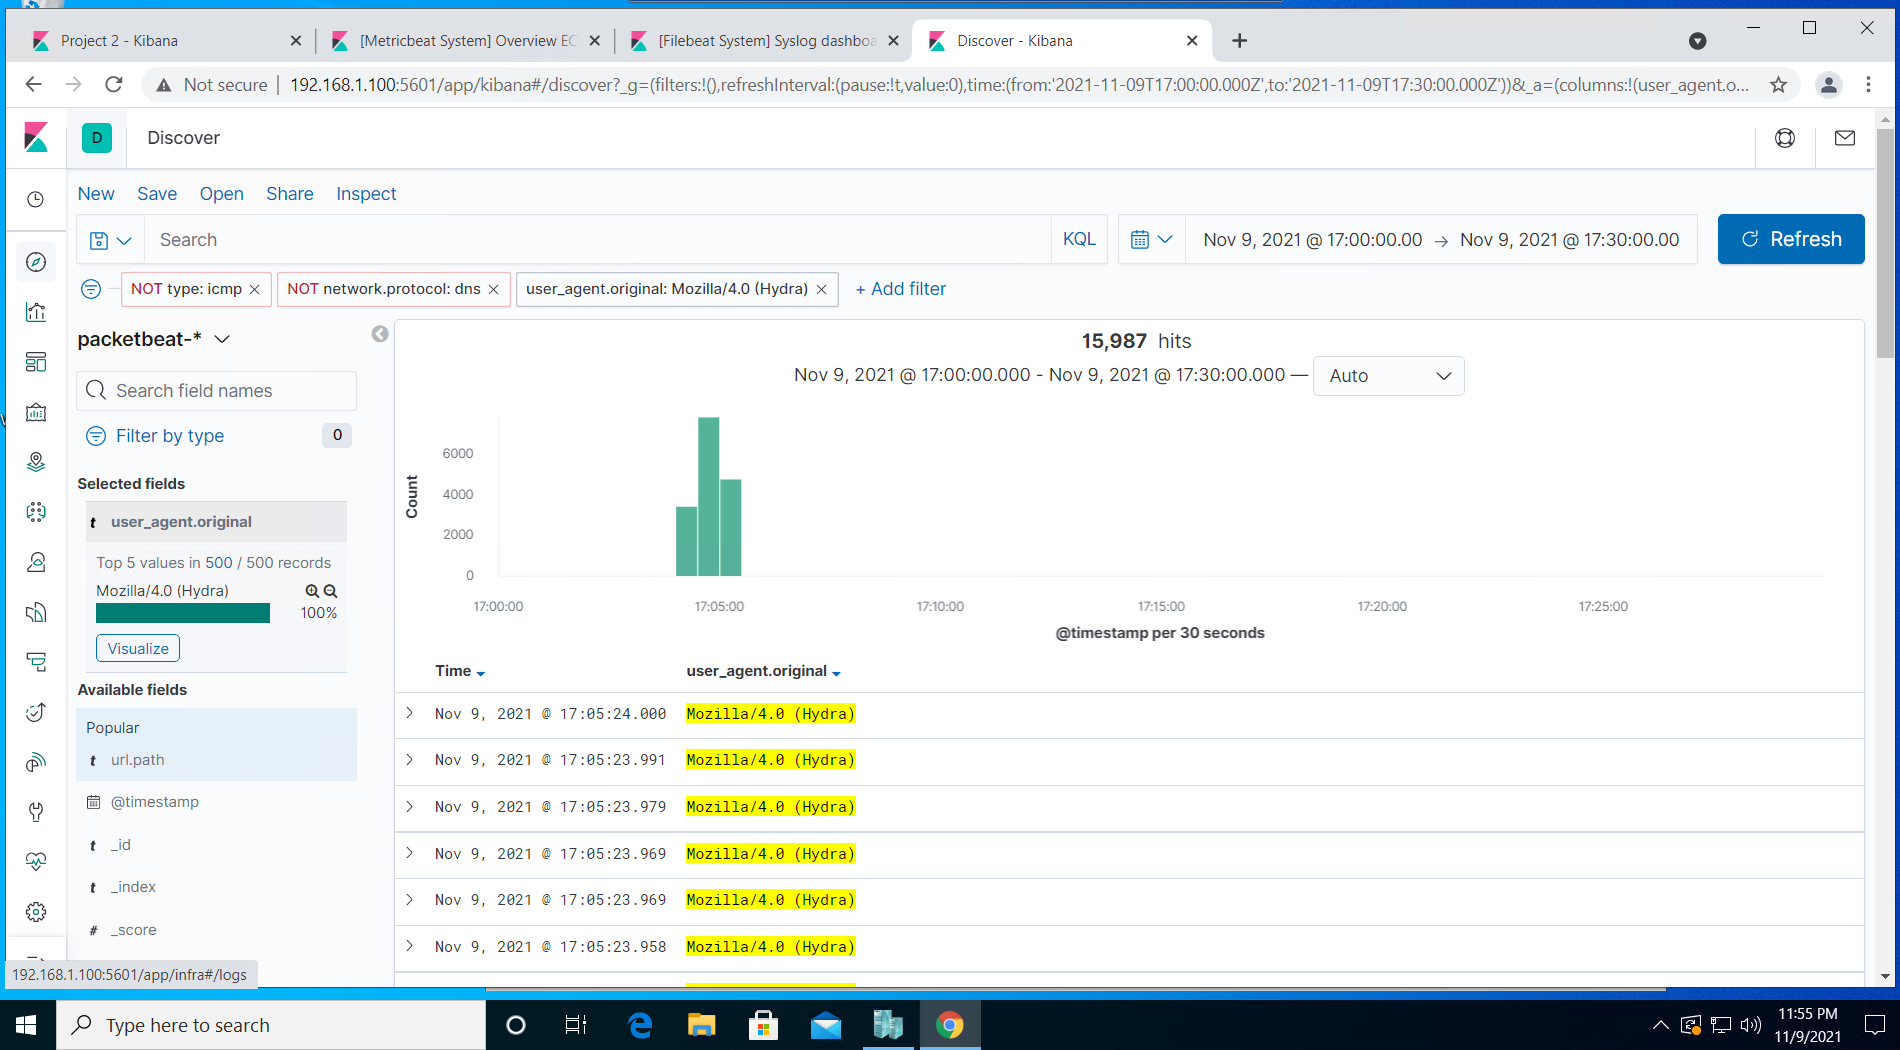 Project 2 - Kibana
[Metricbeat System] Overview EC
[Filebeat System] Syslog dashboa
Discover - Kibana
Not secure
192.168.1.100:5601/app/kibana#/discover?_g=(filters:!(),refreshInterval:(pause:!t,value:0),time:(from:'2021-11-09T17:00:00.000Z',to:'2021-11-09T17:30:00.000Z'))&_a=(columns:!(user_agent.o...
D
Discover
New Save Open Share Inspect
Search
KQL
Nov 9, 2021 @ 17:00:00.00 → Nov 9, 2021 @ 17:30:00.00
Refresh
NOT type: icmp
NOT network.protocol: dns
user_agent.original: Mozilla/4.0 (Hydra)
+ Add filter
packetbeat-*
Search field names
Filter by type 0
Selected fields
t user_agent.original
Top 5 values in 500 / 500 records
Mozilla/4.0 (Hydra)
100%
Visualize
Available fields
Popular
t url.path
@timestamp
t _id
t _index
# _score
15,987 hits
Nov 9, 2021 @ 17:00:00.000 - Nov 9, 2021 @ 17:30:00.000 — Auto
Count
6000
4000
2000
0
17:00:00 17:05:00 17:10:00 17:15:00 17:20:00 17:25:00
@timestamp per 30 seconds
Time user_agent.original
Nov 9, 2021 @ 17:05:24.000 Mozilla/4.0 (Hydra)
Nov 9, 2021 @ 17:05:23.991 Mozilla/4.0 (Hydra)
Nov 9, 2021 @ 17:05:23.979 Mozilla/4.0 (Hydra)
Nov 9, 2021 @ 17:05:23.969 Mozilla/4.0 (Hydra)
Nov 9, 2021 @ 17:05:23.969 Mozilla/4.0 (Hydra)
Nov 9, 2021 @ 17:05:23.958 Mozilla/4.0 (Hydra)
192.168.1.100:5601/app/infra#/logs
Type here to search
11:55 PM
11/9/2021